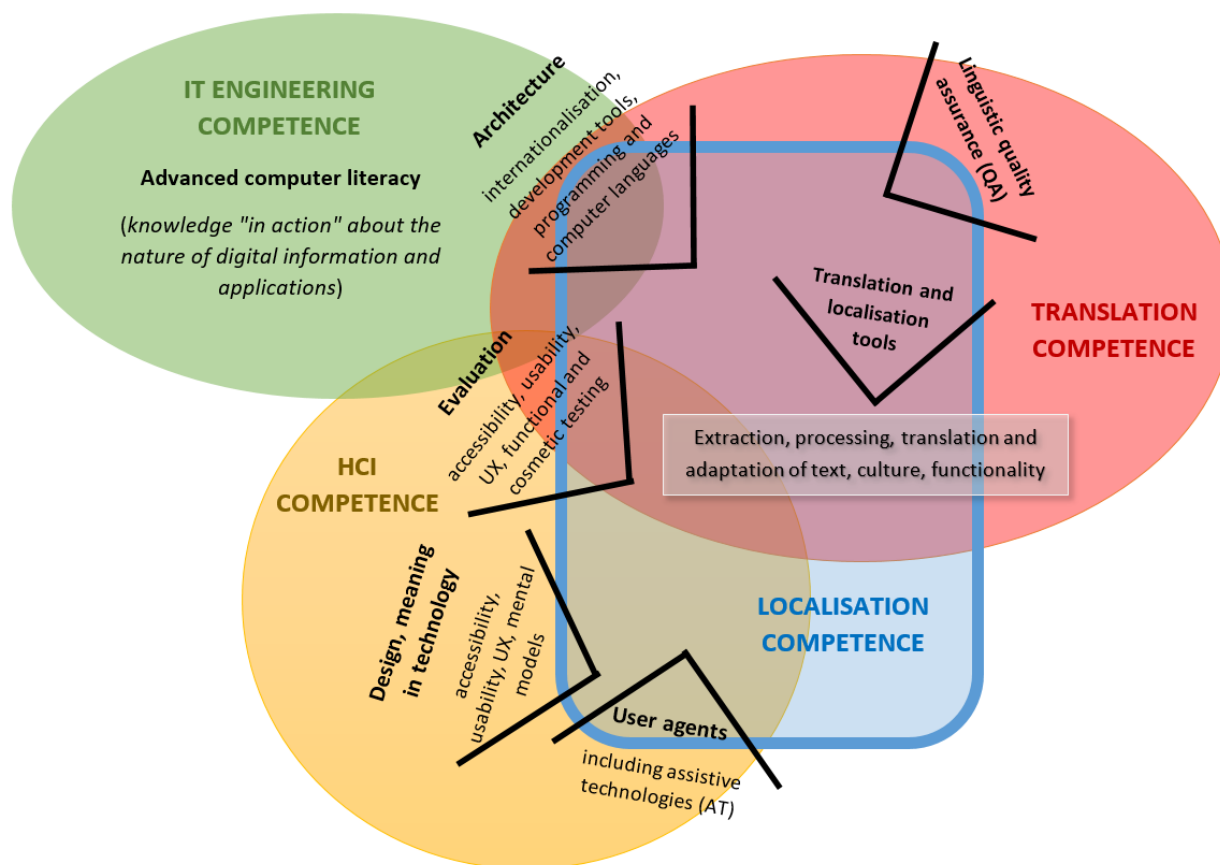 IT ENGINEERING
COMPETENCE
Advanced computer literacy
(knowledge "in action" about the
nature of digital information and
applications)
Architecture
internationalisation,
development tools,
programming and
computer languages
Linguistic quality
assurance (QA)
Translation and
localisation
tools
TRANSLATION
COMPETENCE
Evaluation
accessibility, usability,
UX, functional and
cosmetic testing
Extraction, processing, translation and
adaptation of text, culture, functionality
HCI
COMPETENCE
Design, meaning
in technology
accessibility,
usability, UX, mental
models
LOCALISATION
COMPETENCE
User agents
including assistive
technologies (AT)